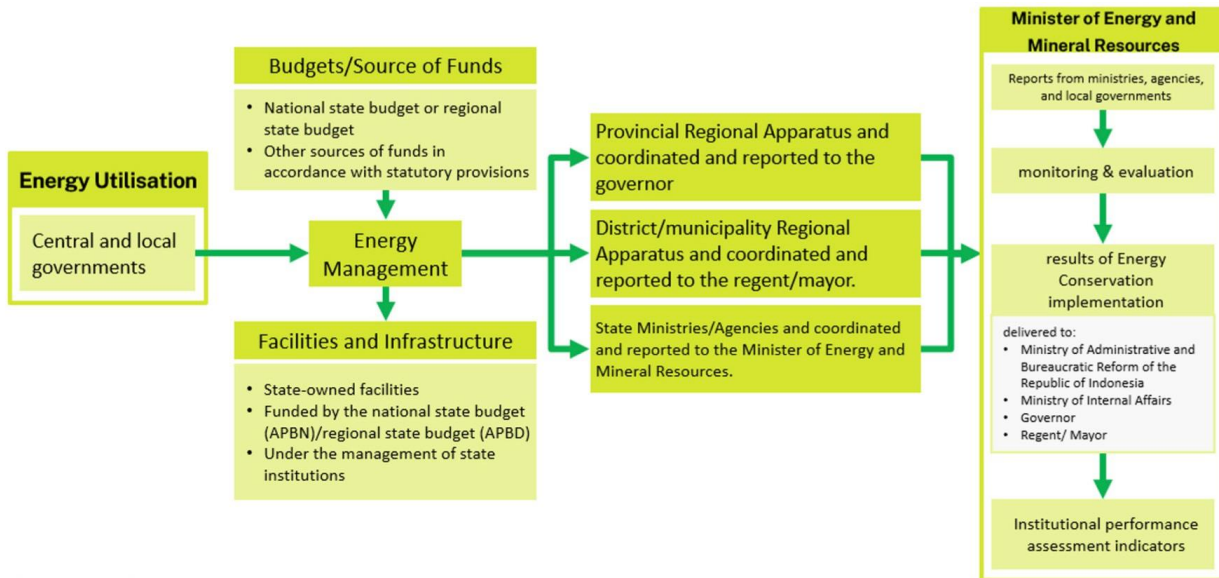 Energy Utilisation
Central and local
governments
Budgets/Source of Funds
• National state budget or regional
state budget
• Other sources of funds in
accordance with statutory provisions
Energy
Management
Facilities and Infrastructure
• State-owned facilities
• Funded by the national state budget
(APBN)/regional state budget (APBD)
• Under the management of state
institutions
Provincial Regional Apparatus and
coordinated and reported to the
governor
District/municipality Regional
Apparatus and coordinated and
reported to the regent/mayor.
State Ministries/Agencies and coordinated
and reported to the Minister of Energy and
Mineral Resources.
Minister of Energy and
Mineral Resources
Reports from ministries, agencies,
and local governments
monitoring & evaluation
results of Energy
Conservation
implementation
delivered to:
• Ministry of Administrative and
Bureaucratic Reform of the
Republic of Indonesia
• Ministry of Internal Affairs
• Governor
• Regent/ Mayor
Institutional performance
assessment indicators